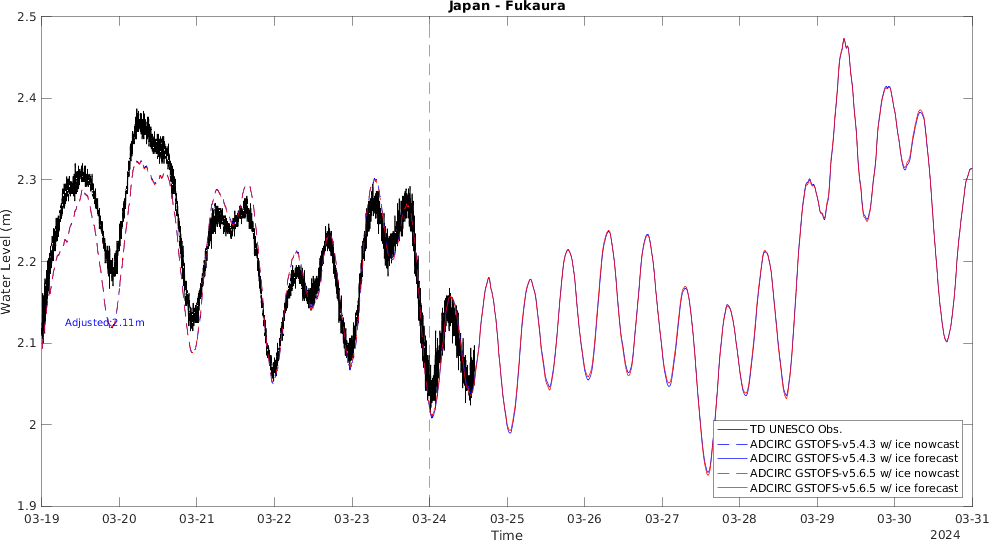 Japan - Fukaura
2.5
2.4
2.3
2.2
2.1
2
1.9
Water Level (m)
Adjusted:2.11m
TD UNESCO Obs.
ADCIRC GSTOFS-v5.4.3 w/ ice nowcast
ADCIRC GSTOFS-v5.4.3 w/ ice forecast
ADCIRC GSTOFS-v5.6.5 w/ ice nowcast
ADCIRC GSTOFS-v5.6.5 w/ ice forecast
03-19 03-20 03-21 03-22 03-23 03-24 03-25 03-26 03-27 03-28 03-29 03-30 03-31
Time
2024